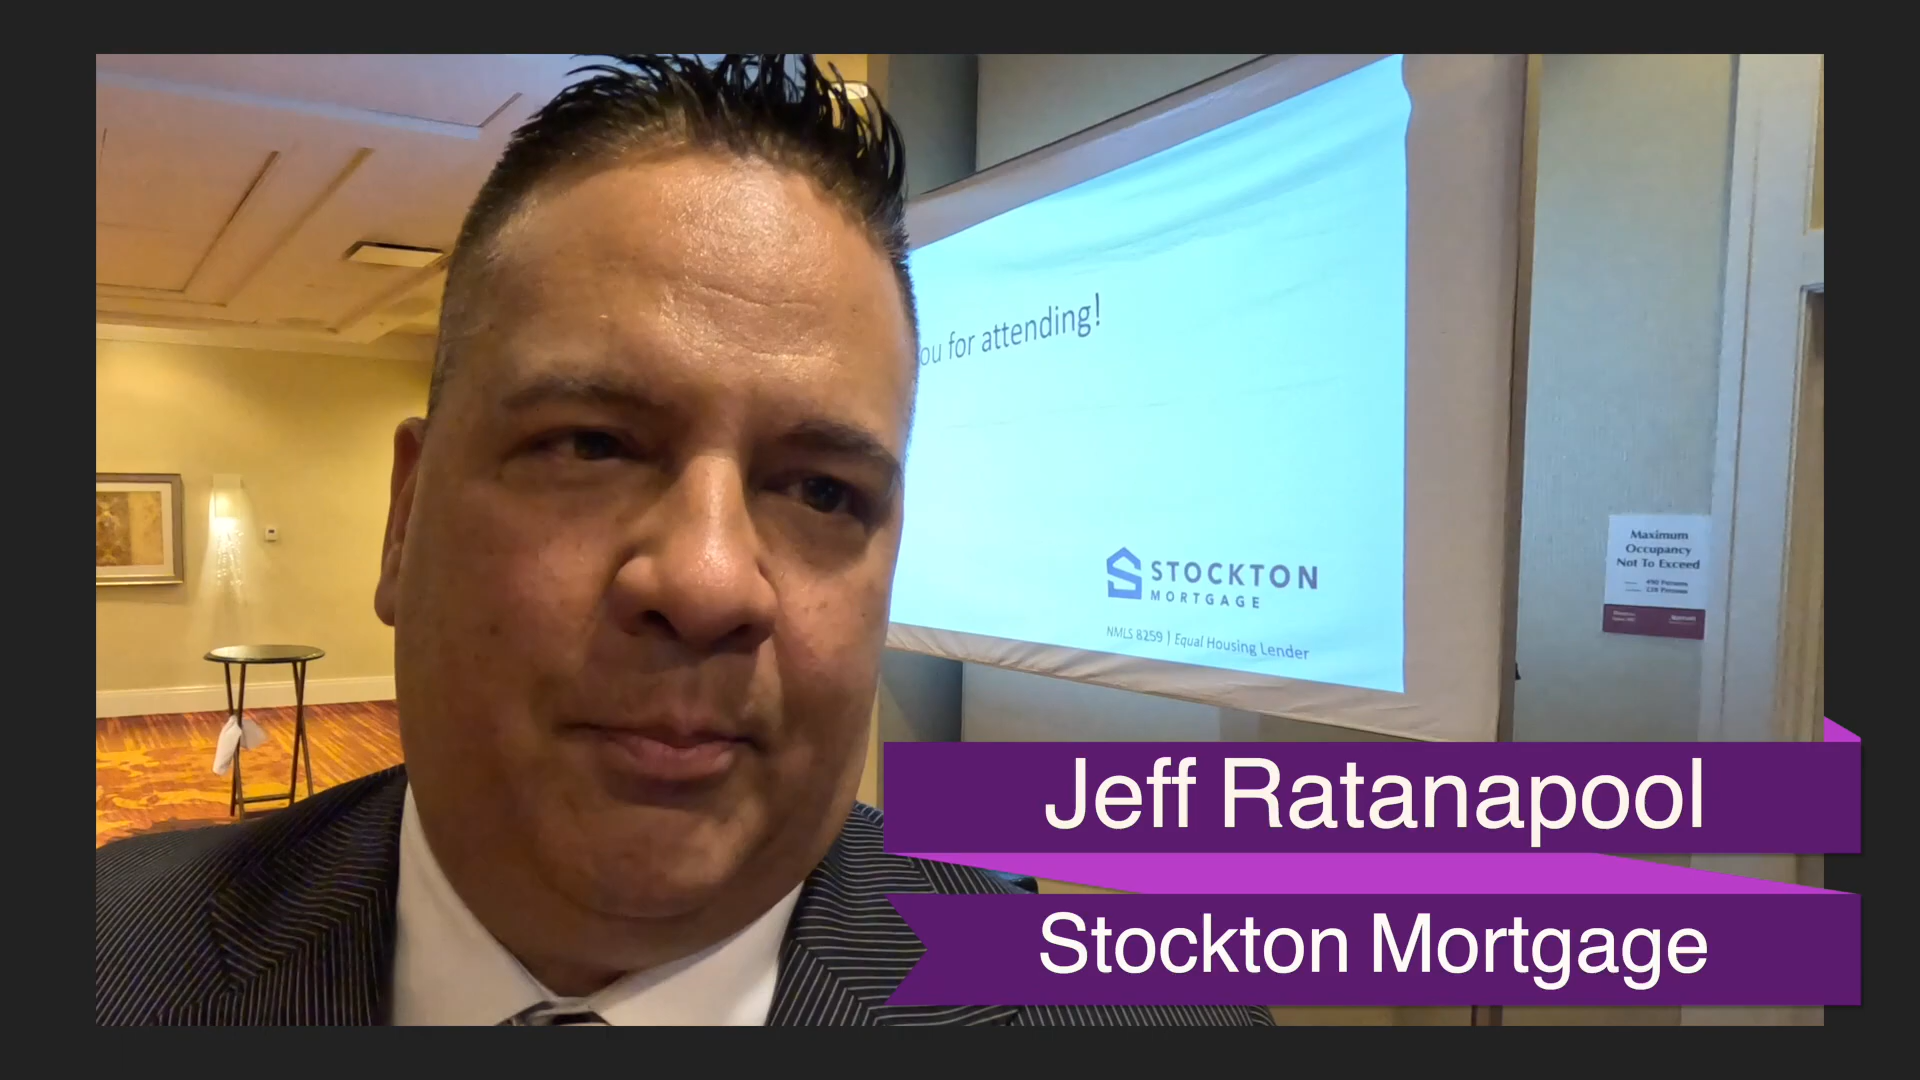 ou for attending!
STOCKTON
MORTGAGE
NMLS 8259 | Equal Housing Lender
Maximum
Occupancy
Not To Exceed
Jeff Ratanapool
Stockton Mortgage